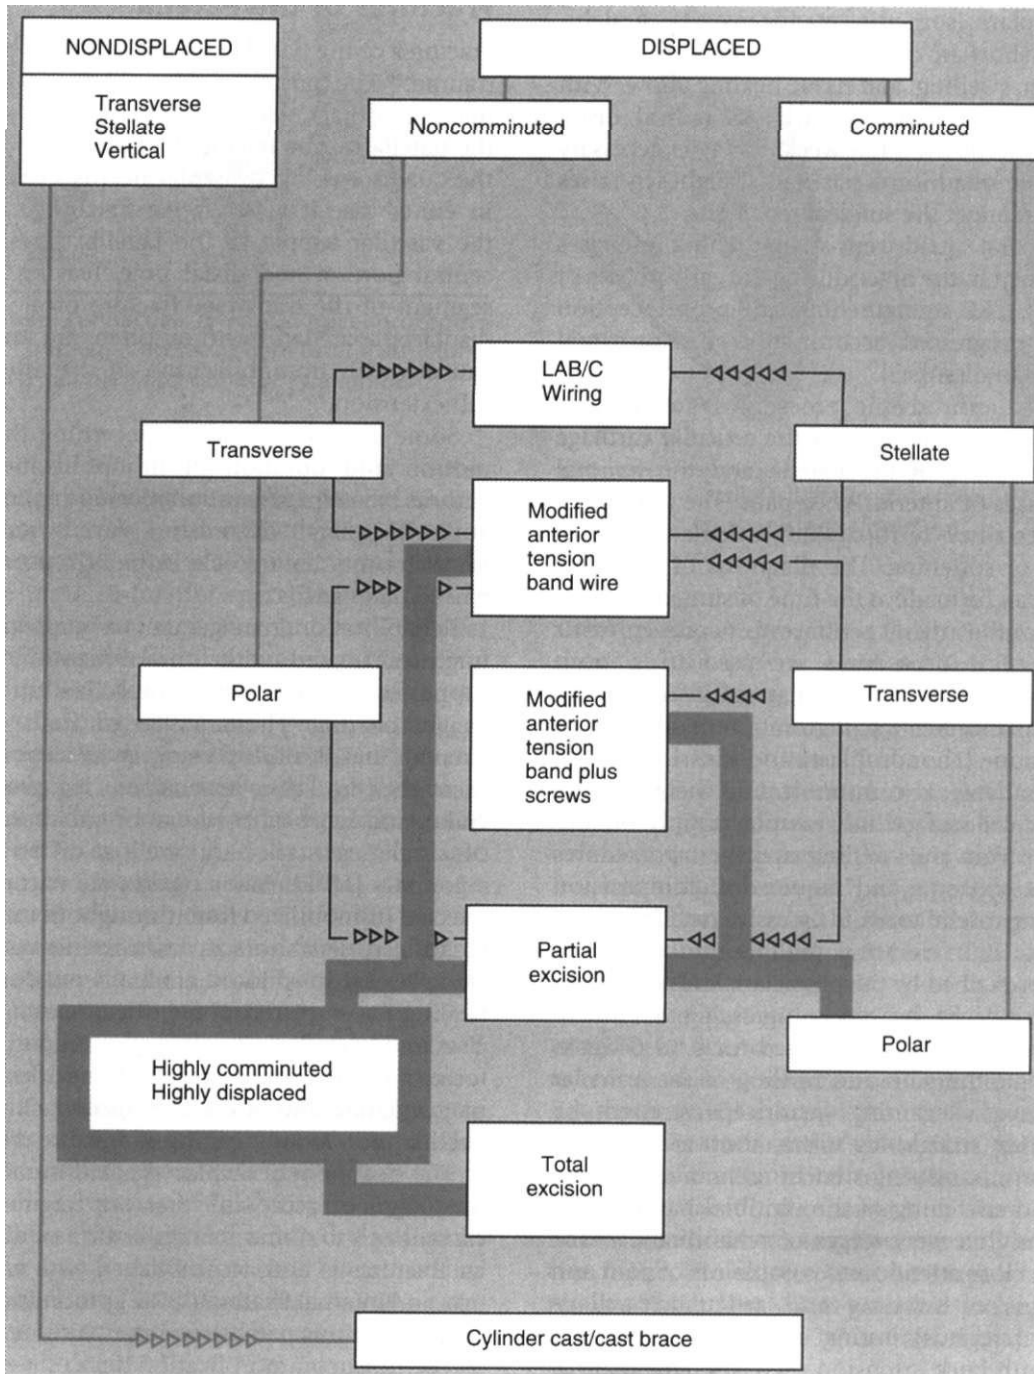 NONDISPLACED
Transverse
Stellate
Vertical
DISPLACED
Noncomminuted
Comminuted
LAB/C
Wiring
Transverse
Stellate
Modified
anterior
tension
band wire
Polar
Modified
anterior
tension
band plus
screws
Transverse
Partial
excision
Highly comminuted
Highly displaced
Polar
Total
excision
Cylinder cast/cast brace